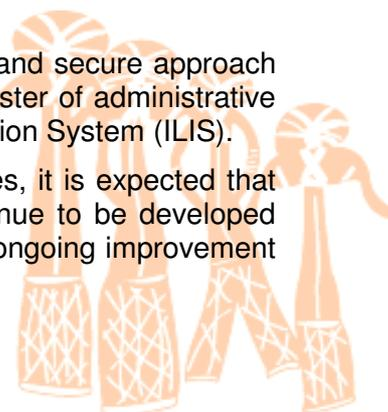 and secure approach
ster of administrative
ion System (ILIS).
es, it is expected that
nue to be developed
ongoing improvement